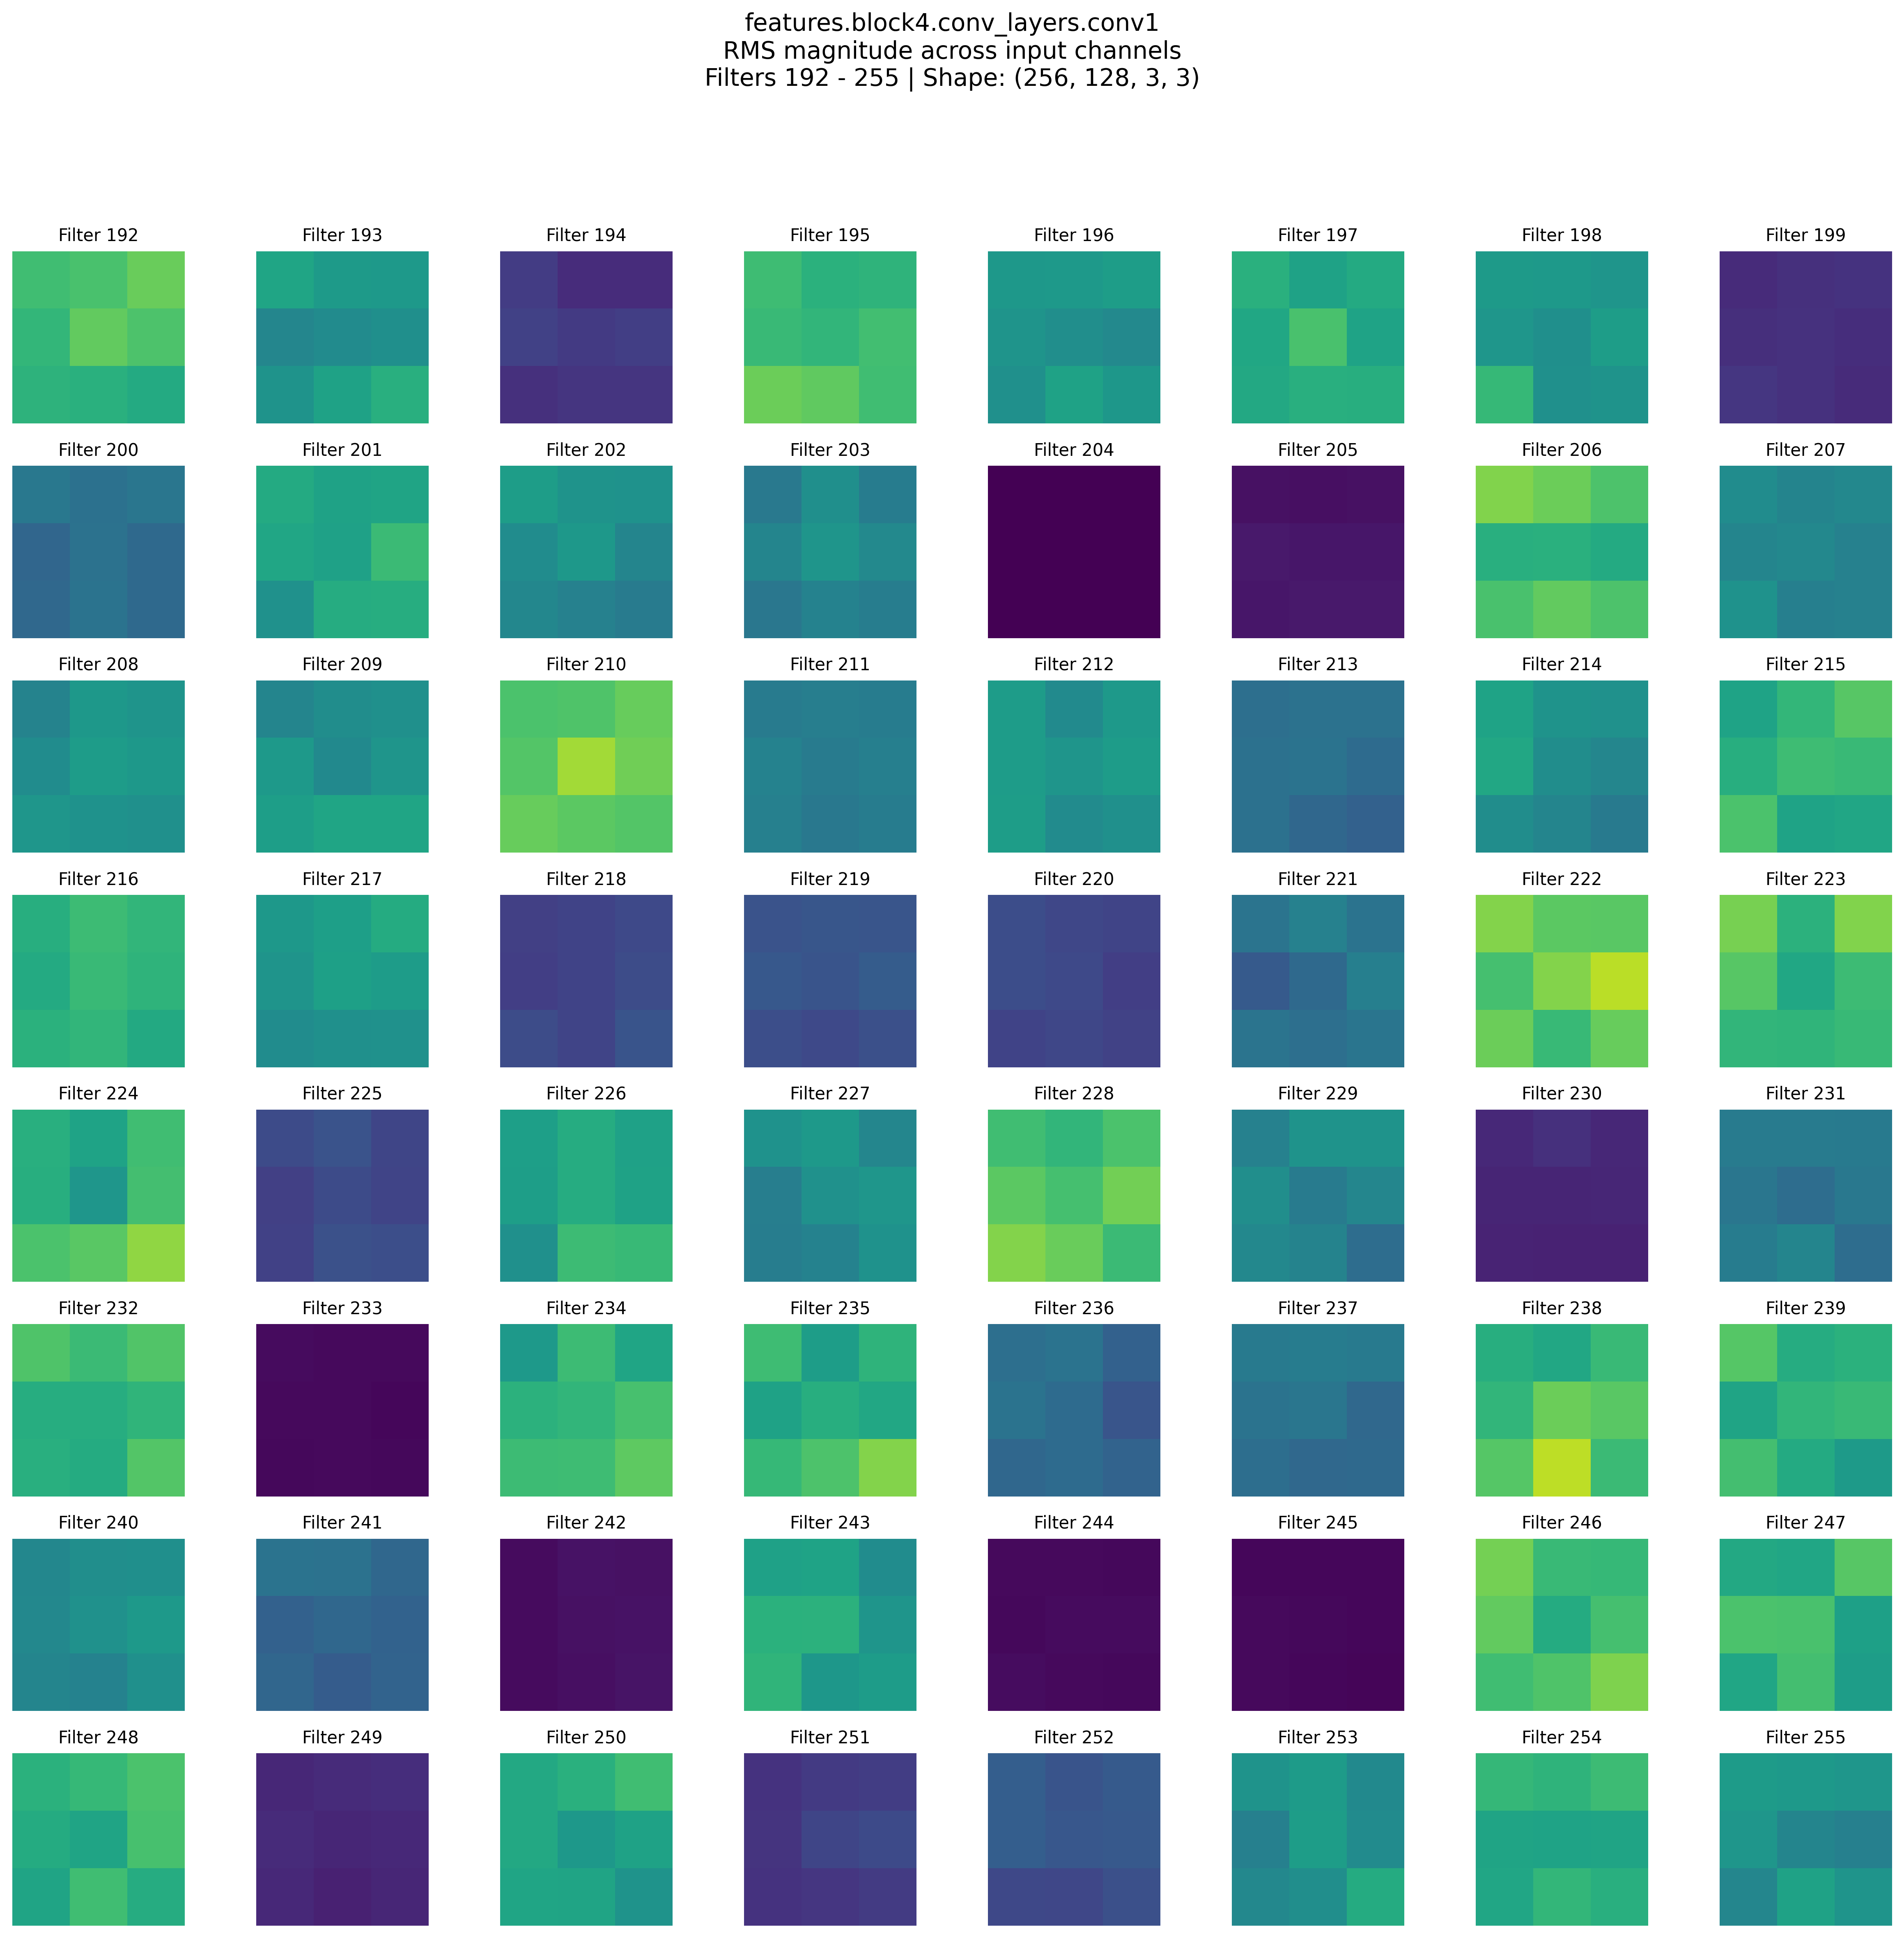 features.block4.conv_layers.conv1
RMS magnitude across input channels
Filters 192 - 255 | Shape: (256, 128, 3, 3)
Filter 192 Filter 193 Filter 194 Filter 195 Filter 196 Filter 197 Filter 198 Filter 199
Filter 200 Filter 201 Filter 202 Filter 203 Filter 204 Filter 205 Filter 206 Filter 207
Filter 208 Filter 209 Filter 210 Filter 211 Filter 212 Filter 213 Filter 214 Filter 215
Filter 216 Filter 217 Filter 218 Filter 219 Filter 220 Filter 221 Filter 222 Filter 223
Filter 224 Filter 225 Filter 226 Filter 227 Filter 228 Filter 229 Filter 230 Filter 231
Filter 232 Filter 233 Filter 234 Filter 235 Filter 236 Filter 237 Filter 238 Filter 239
Filter 240 Filter 241 Filter 242 Filter 243 Filter 244 Filter 245 Filter 246 Filter 247
Filter 248 Filter 249 Filter 250 Filter 251 Filter 252 Filter 253 Filter 254 Filter 255